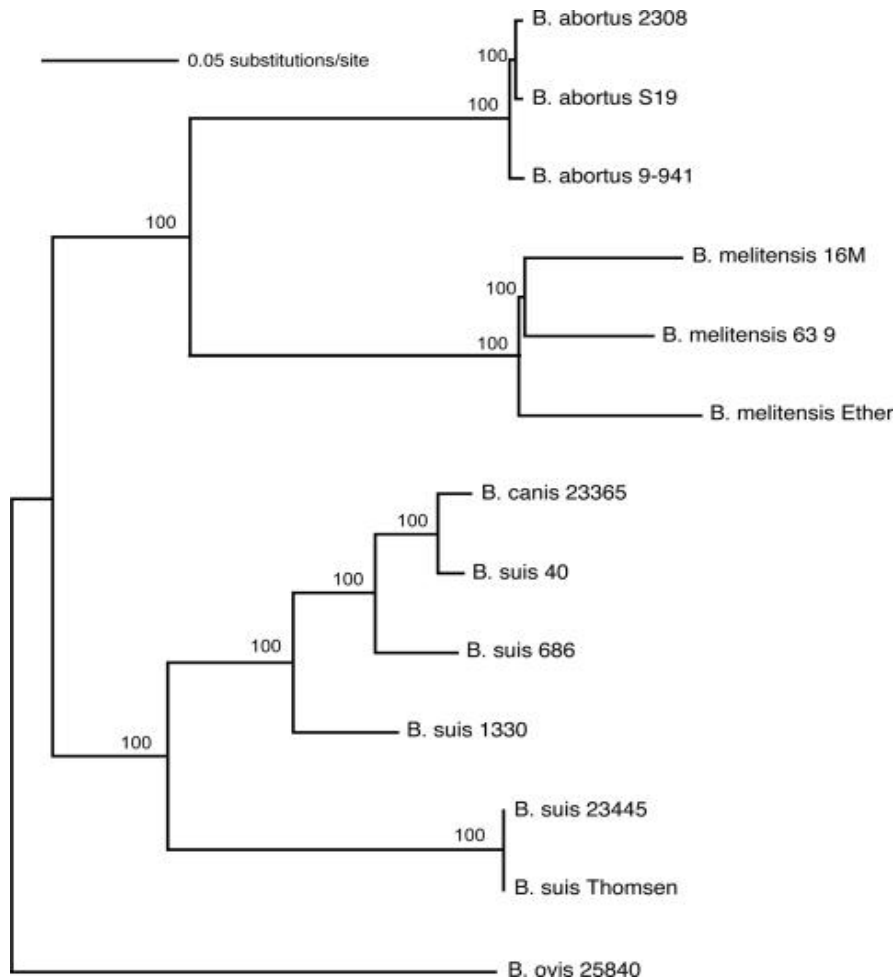 B. abortus 2308
0.05 substitutions/site
100
B. abortus S19
100
B. abortus 9-941
100
B. melitensis 16M
100
B. melitensis 63 9
100
B. melitensis Ether
B. canis 23365
100
B. suis 40
100
B. suis 686
100
B. suis 1330
100
B. suis 23445
100
B. suis Thomsen
B. ovis 25840